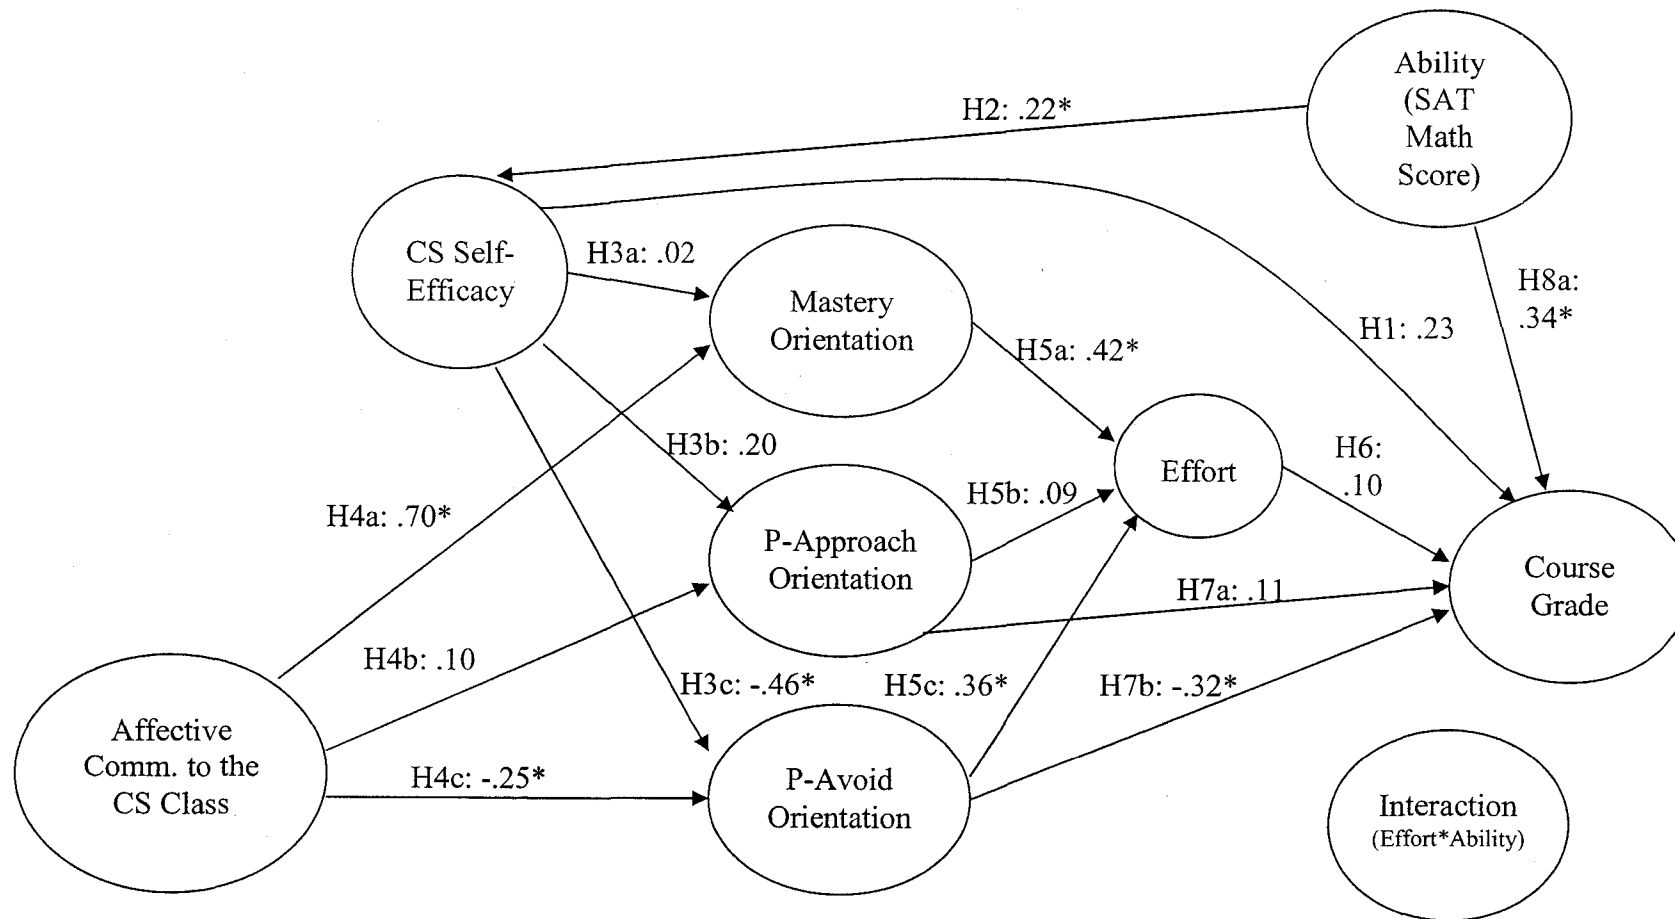 Ability
(SAT
Math
Score)
H2: .22*
CS Self-
Efficacy
H3a: .02
Mastery
Orientation
H8a:
.34*
H1: .23
H5a: .42*
H3b: .20
Effort
H6:
.10
H4a: .70*
H5b: .09
P-Approach
Orientation
Course
Grade
H7a: .11
H4b: .10
H3c: -.46*
H5c: .36*
H7b: -.32*
Affective
Comm. to the
CS Class
H4c: -.25*
P-Avoid
Orientation
Interaction
(Effort*Ability)